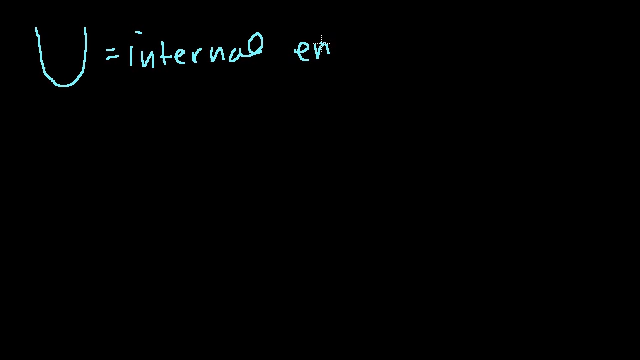 U = internal en